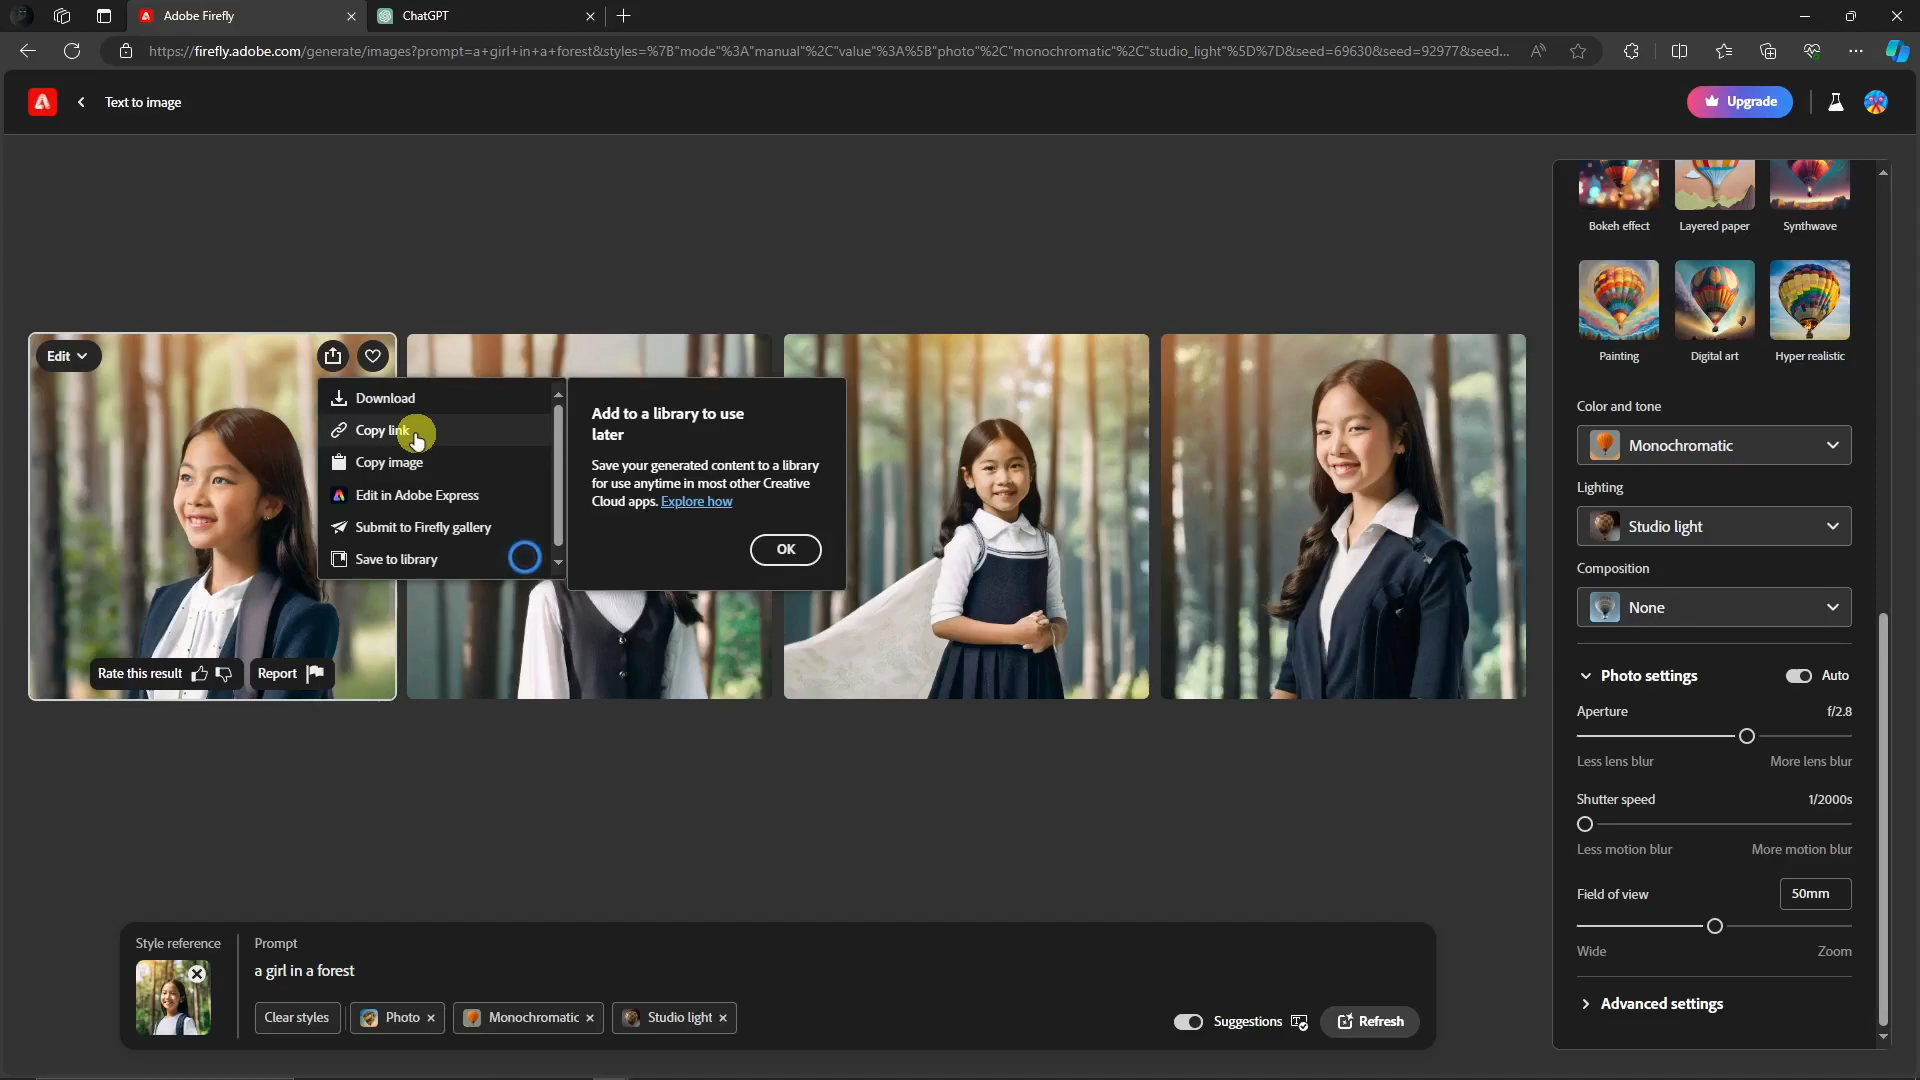 Adobe Firefly
ChatGPT
https://firefly.adobe.com/generate/images?prompt=a+girl+in+a+forest&styles=%7B"mode"%3A"manual"%2C"value"%3A%5B"photo"%2C"monochromatic"%2C"studio_light"%5D%7D&seed=69630&seed=92977&seed...
Text to image
Upgrade
Bokeh effect
Layered paper
Synthwave
Painting
Digital art
Hyper realistic
Edit
Download
Copy link
Copy image
Edit in Adobe Express
Submit to Firefly gallery
Save to library
Add to a library to use
later
Save your generated content to a library
for use anytime in most other Creative
Cloud apps. Explore how
OK
Rate this result
Report
Color and tone
Monochromatic
Lighting
Studio light
Composition
None
Photo settings
Auto
Aperture
f/2.8
Less lens blur
More lens blur
Shutter speed
1/2000s
Less motion blur
More motion blur
Field of view
50mm
Wide
Zoom
Advanced settings
Style reference
Prompt
a girl in a forest
Clear styles
Photo
Monochromatic
Studio light
Suggestions
Refresh